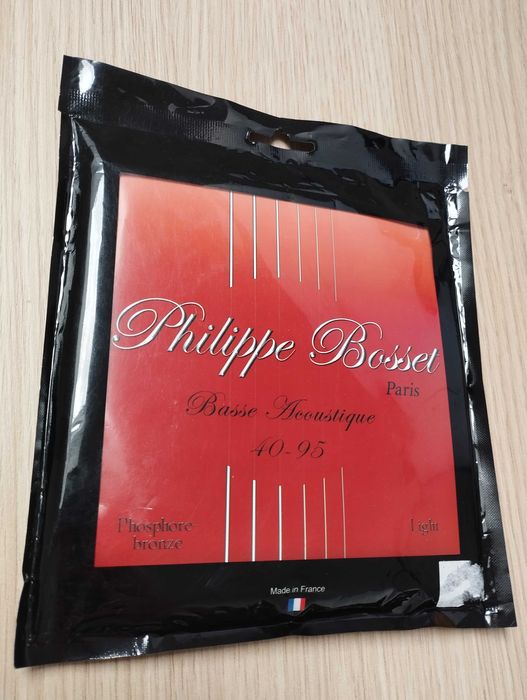 Philippe Bosset
Paris
Basse Acoustique
40-95
Phosphore-
bronze
Light
Made in France